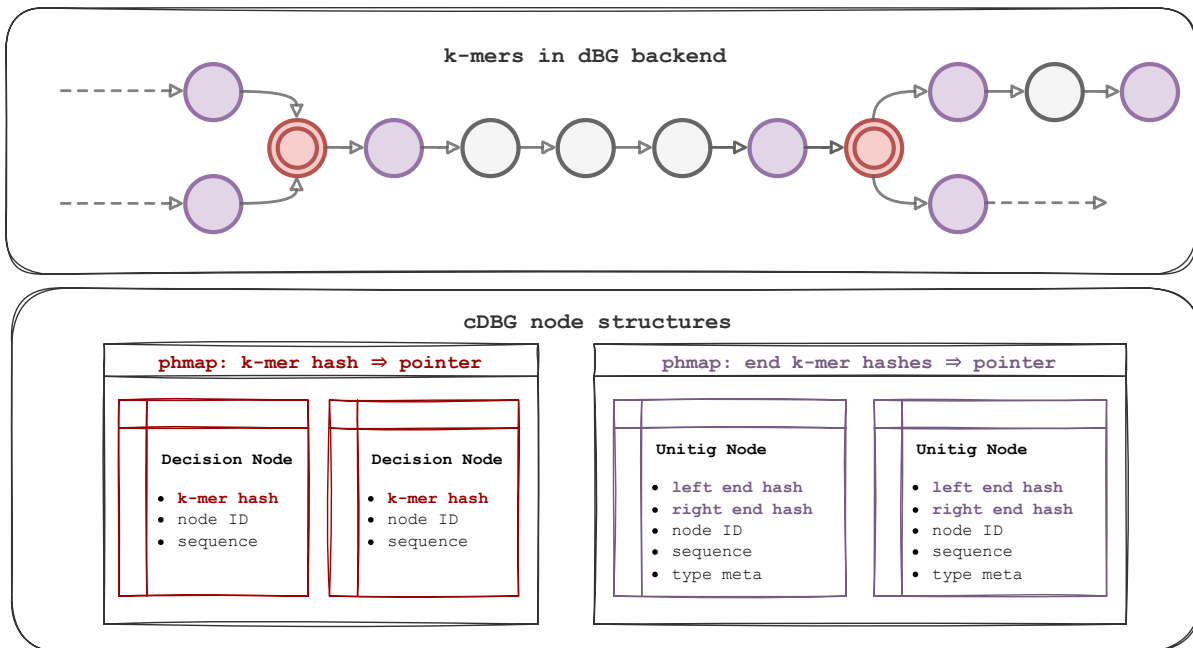 k-mers in dBG backend
cDBG node structures
phmap: k-mer hash ⇒ pointer
Decision Node
• k-mer hash
• node ID
• sequence
Decision Node
• k-mer hash
• node ID
• sequence
phmap: end k-mer hashes ⇒ pointer
Unitig Node
• left end hash
• right end hash
• node ID
• sequence
• type meta
Unitig Node
• left end hash
• right end hash
• node ID
• sequence
• type meta